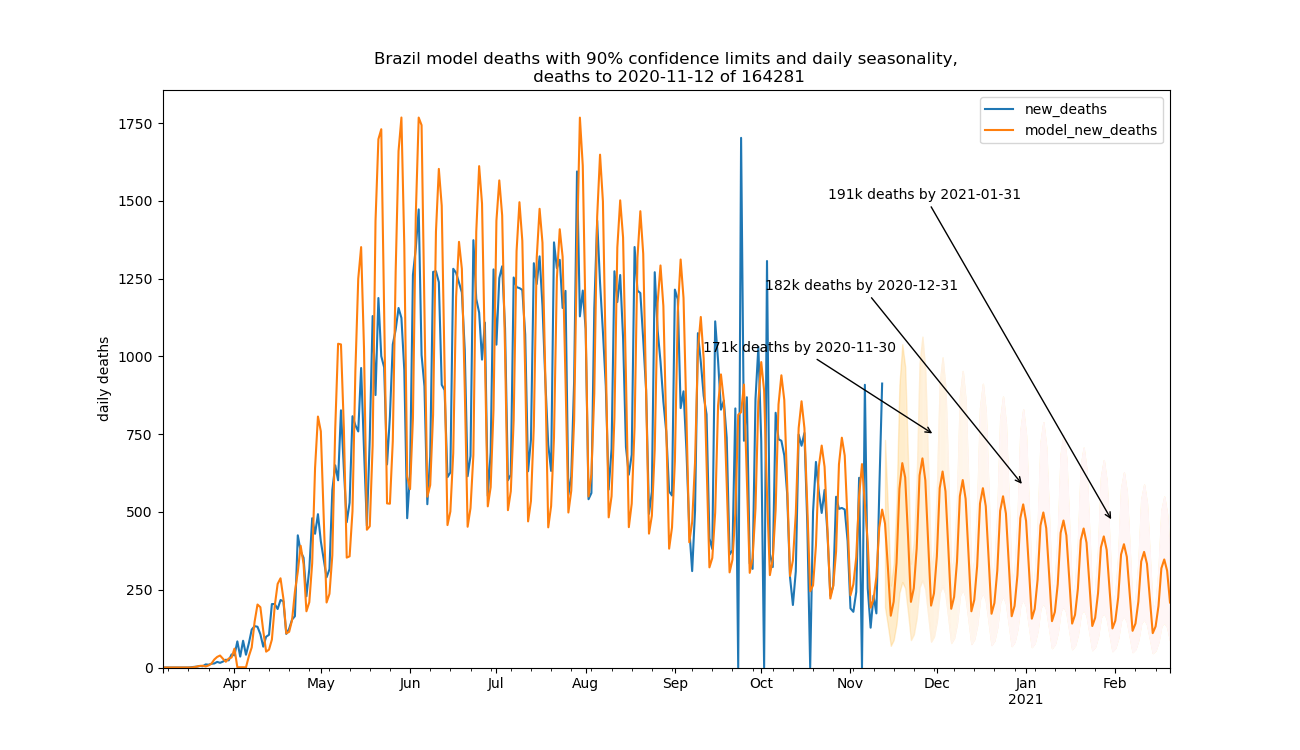 Brazil model deaths with 90% confidence limits and daily seasonality,
deaths to 2020-11-12 of 164281
new_deaths
model_new_deaths
191k deaths by 2021-01-31
182k deaths by 2020-12-31
171k deaths by 2020-11-30
daily deaths
1750
1500
1250
1000
750
500
250
0
Apr May Jun Jul Aug Sep Oct Nov Dec Jan Feb
2021